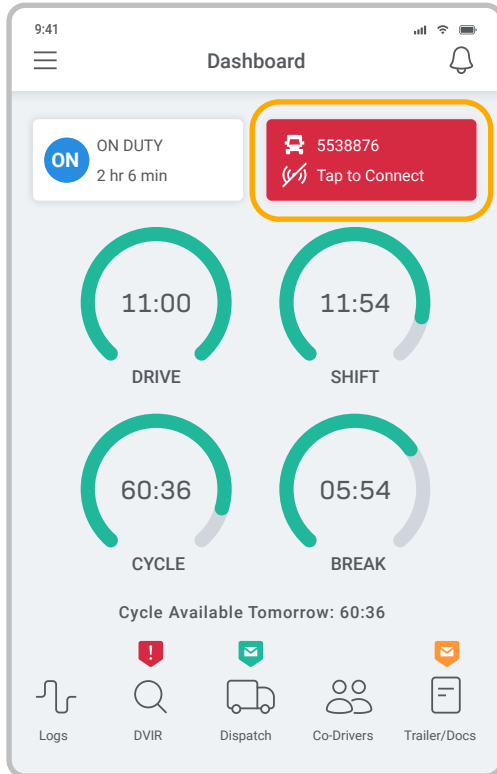 9:41
Dashboard
ON
ON DUTY
2 hr 6 min
5538876
Tap to Connect
11:00
DRIVE
11:54
SHIFT
60:36
CYCLE
05:54
BREAK
Cycle Available Tomorrow: 60:36
!
Logs
DVIR
Dispatch
Co-Drivers
Trailer/Docs